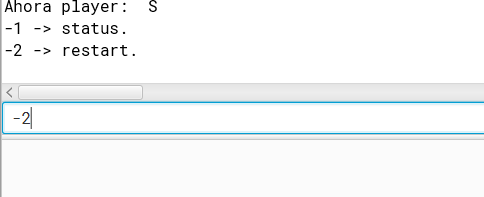 Ahora player:  S
-1 -> status.
-2 -> restart.
-2